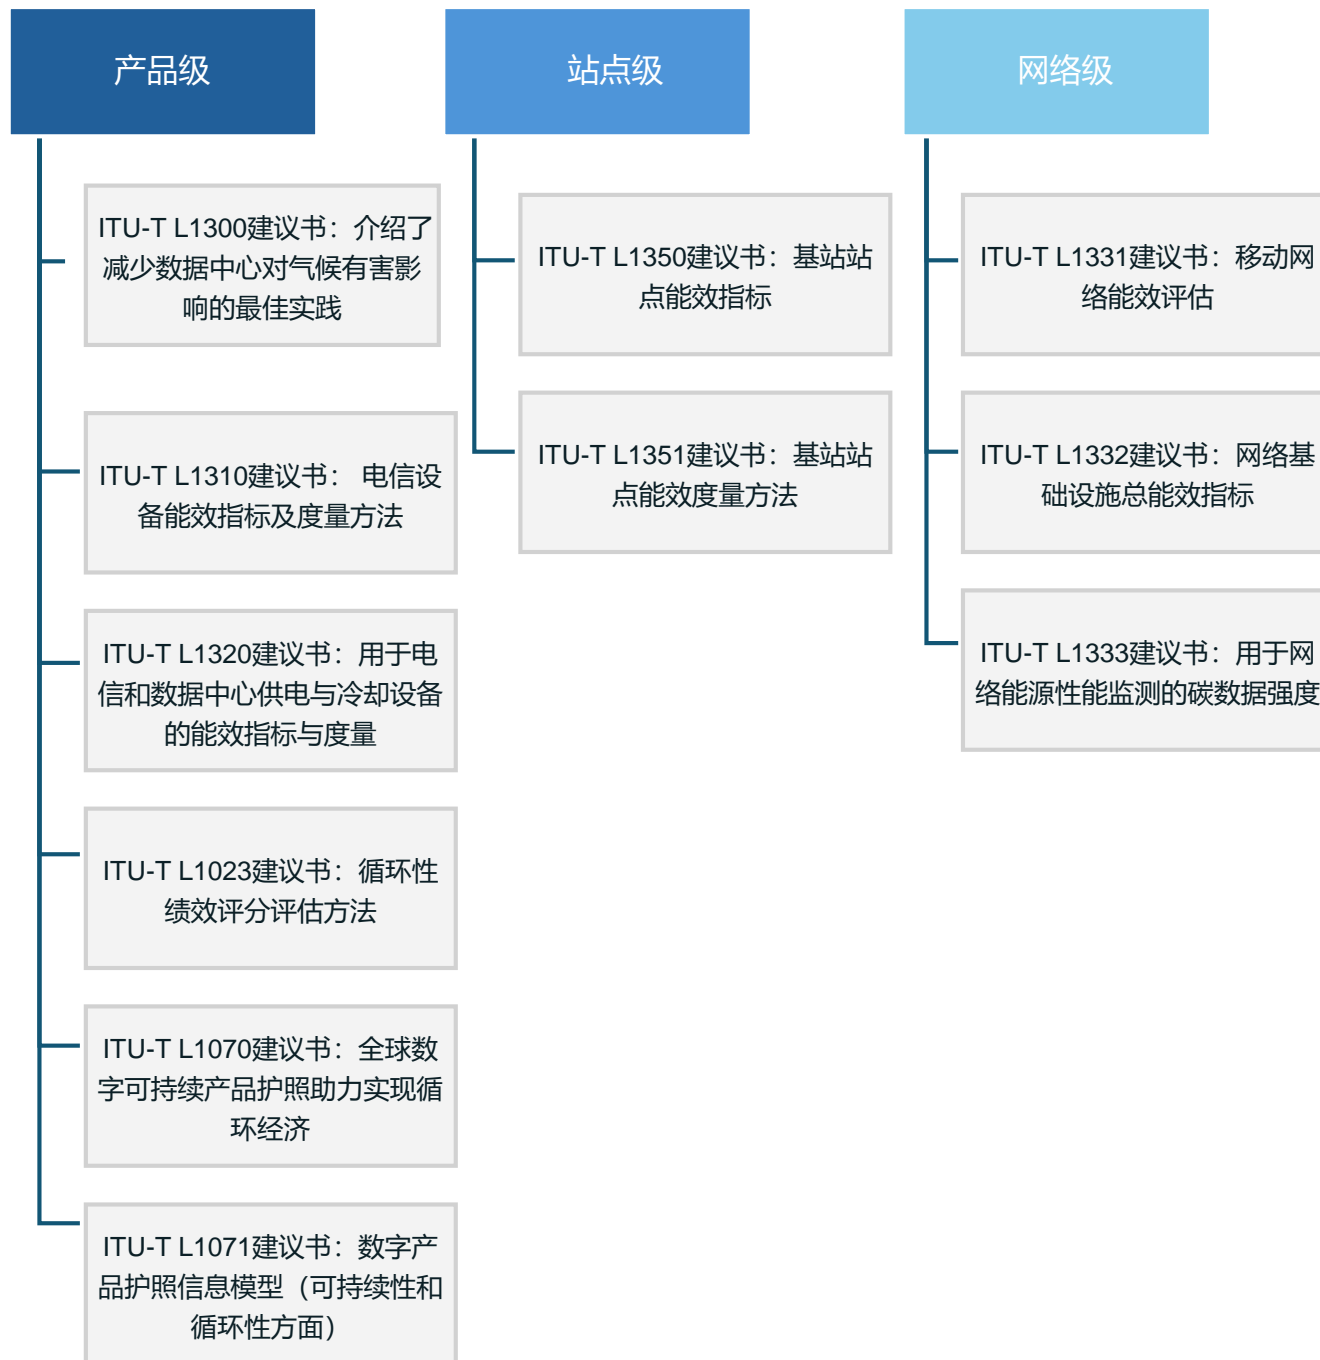 产品级
ITU-T L1300建议书：介绍了
减少数据中心对气候有害影
响的最佳实践
ITU-T L1310建议书： 电信设
备能效指标及度量方法
ITU-T L1320建议书：用于电
信和数据中心供电与冷却设备
的能效指标与度量
ITU-T L1023建议书：循环性
绩效评分评估方法
ITU-T L1070建议书：全球数
字可持续产品护照助力实现循
环经济
ITU-T L1071建议书：数字产
品护照信息模型（可持续性和
循环性方面）
站点级
ITU-T L1350建议书：基站站
点能效指标
ITU-T L1351建议书：基站站
点能效度量方法
网络级
ITU-T L1331建议书：移动网
络能效评估
ITU-T L1332建议书：网络基
础设施总能效指标
ITU-T L1333建议书：用于网
络能源性能监测的碳数据强度